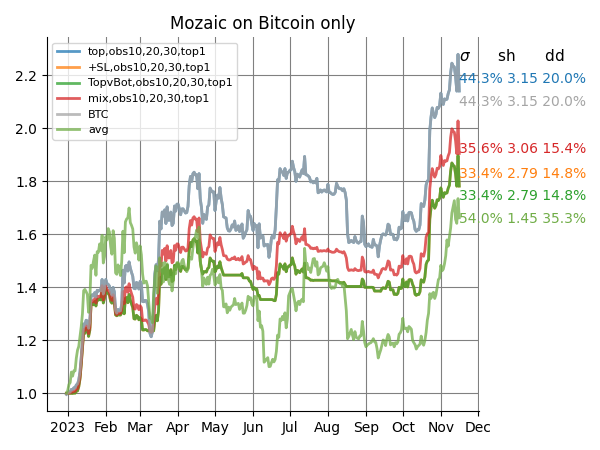 Mozaic on Bitcoin only
top,obs10,20,30,top1
+SL,obs10,20,30,top1
TopvBot,obs10,20,30,top1
mix,obs10,20,30,top1
BTC
avg
σ sh dd
44.3% 3.15 20.0%
44.3% 3.15 20.0%
35.6% 3.06 15.4%
33.4% 2.79 14.8%
33.4% 2.79 14.8%
54.0% 1.45 35.3%
2.2
2.0
1.8
1.6
1.4
1.2
1.0
2023 Feb Mar Apr May Jun Jul Aug Sep Oct Nov Dec